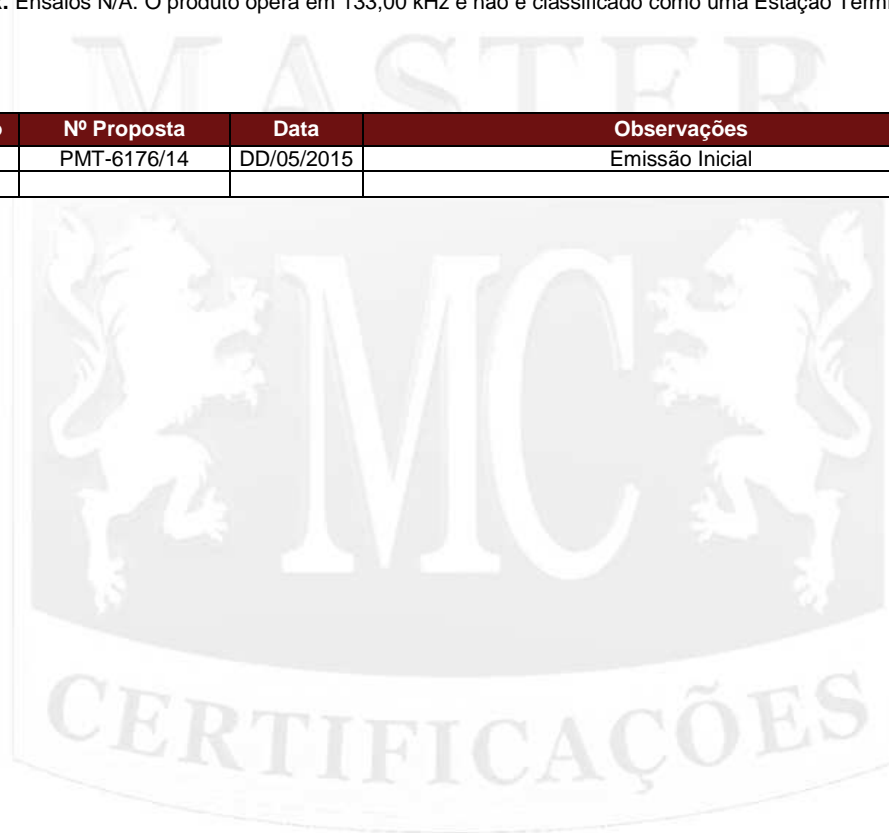 Ensaios N/A. O produto opera em 133,00 kHz e não é classificado como uma Estação Term
MASTER
Nº Proposta Data Observações
PMT-6176/14 DD/05/2015 Emissão Inicial
MC
CERTIFICAÇÕES